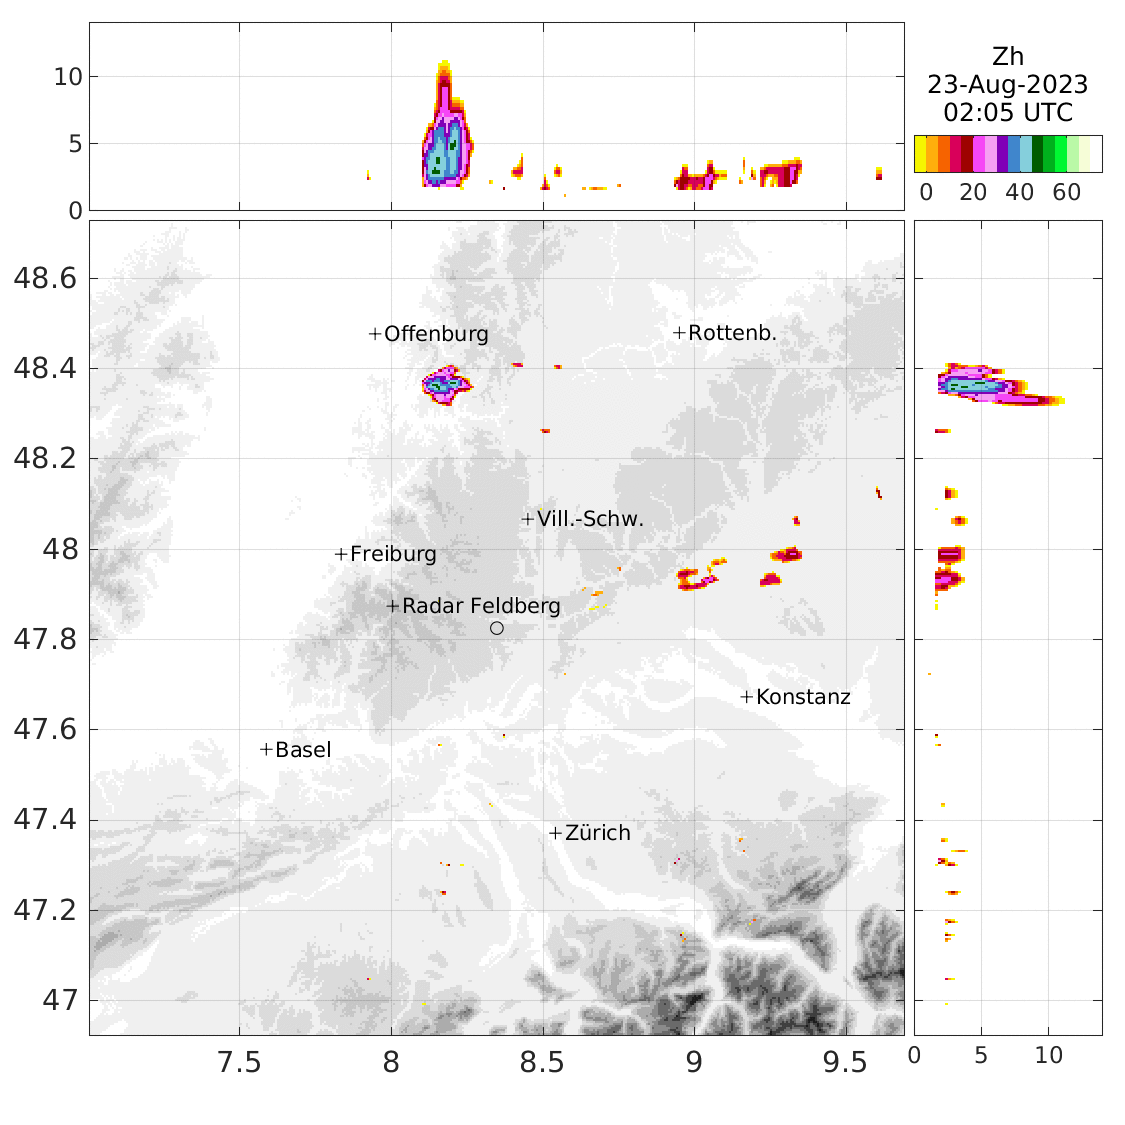 Zh
23-Aug-2023
02:05 UTC
0 20 40 60
10
5
0
48.6
48.4
48.2
48
47.8
47.6
47.4
47.2
47
+Offenburg
+Rottenb.
+Vill.-Schw.
+Freiburg
+Radar Feldberg
+Konstanz
+Basel
+Zürich
7.5 8 8.5 9 9.5
0 5 10